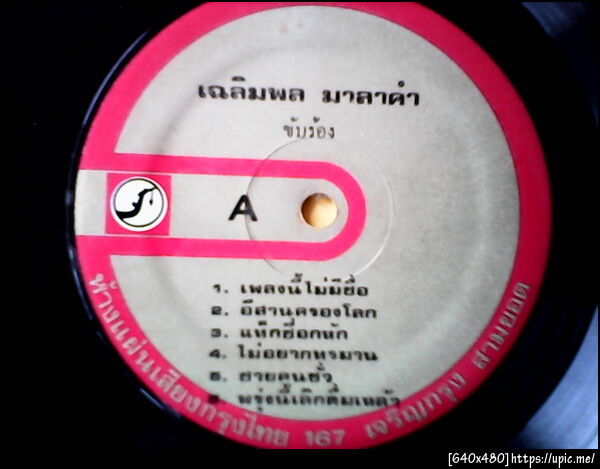 เฉลิมพล มาลาคำ
ขับร้อง
A
1. เพลงนี้ไม่มีชื่อ
2. อีสานครองโลก
3. แท็กซี่อกหัก
4. ไม่อยากทรมาน
5. ชายคนชั่ว
6. พรุ่งนี้เลิกดื่มเหล้า
ห้างแผ่นเสียงกรุงไทย 167 เจริญกรุง สามยอด
[640x480]https://upic.me/